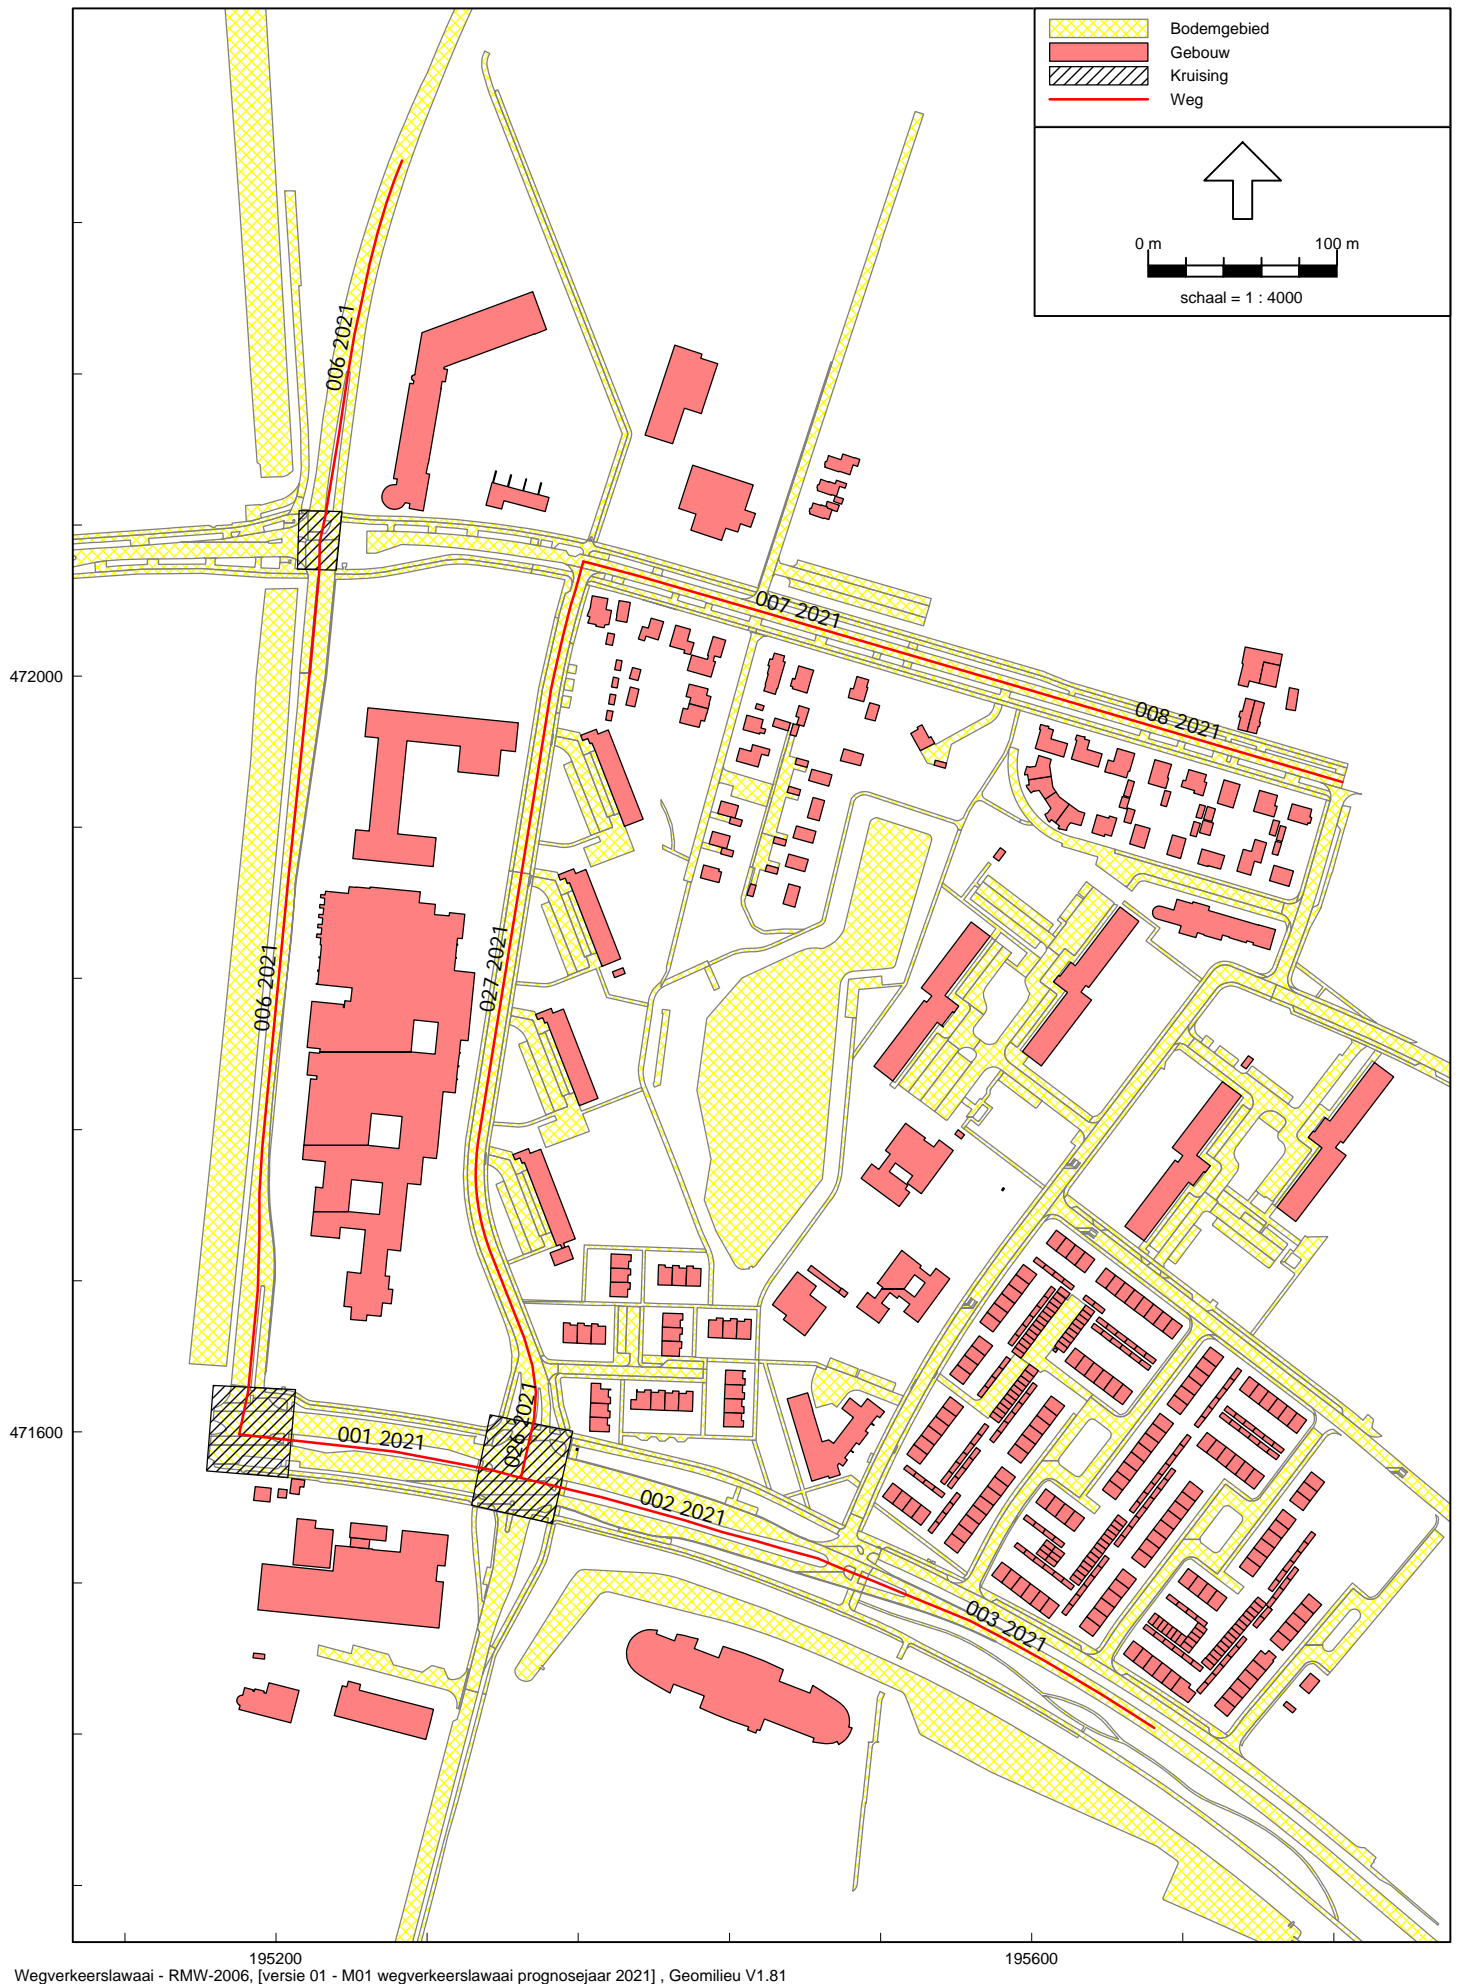 Bodemgebied
Gebouw
Kruising
Weg
0 m 100 m
schaal = 1 : 4000
006 2021
007 2021
472000
008 2021
006 2021
027 2021
471600
001 2021
026 2021
002 2021
003 2021
195200 195600
Wegverkeerslawaai - RMW-2006, [versie 01 - M01 wegverkeerslawaai prognosejaar 2021] , Geomilieu V1.81